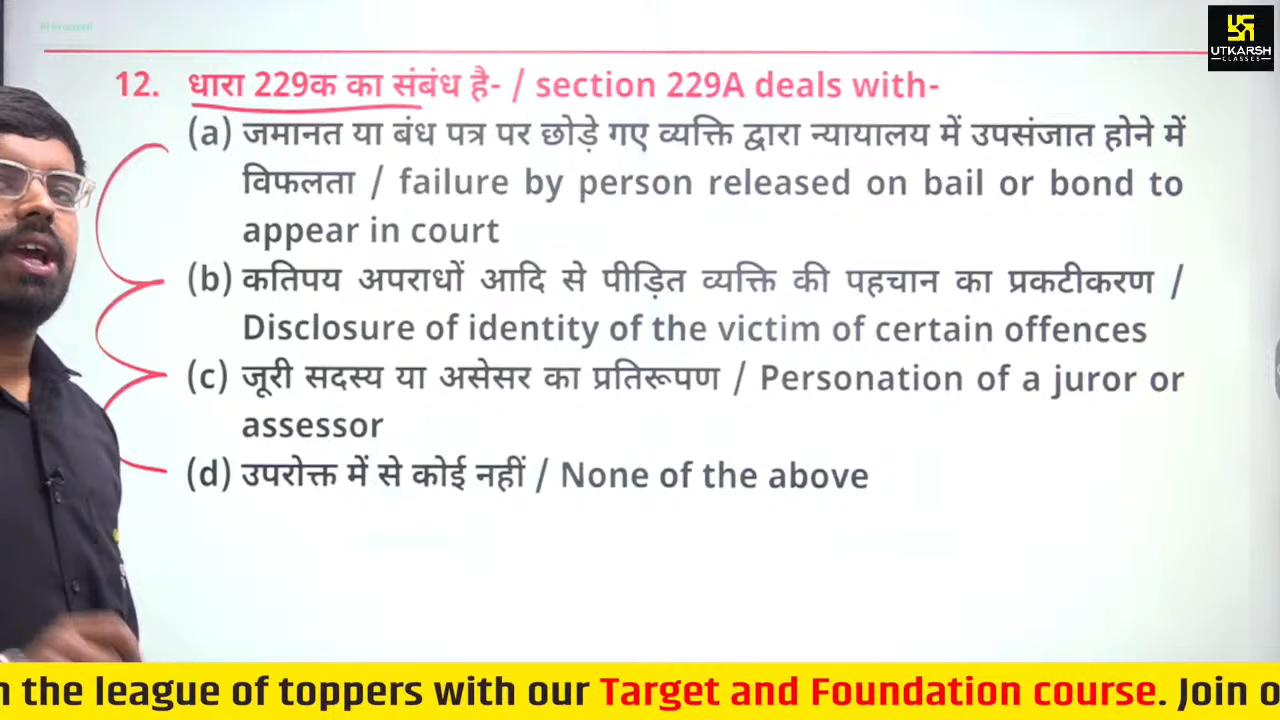 UTKARSH
CLASSES
12. धारा 229क का संबंध है- / section 229A deals with-
(a) जमानत या बंध पत्र पर छोड़े गए व्यक्ति द्वारा न्यायालय में उपसंजात होने में
विफलता / failure by person released on bail or bond to
appear in court
(b) कतिपय अपराधों आदि से पीड़ित व्यक्ति की पहचान का प्रकटीकरण /
Disclosure of identity of the victim of certain offences
(c) जूरी सदस्य या असेसर का प्रतिरूपण / Personation of a juror or
assessor
(d) उपरोक्त में से कोई नहीं / None of the above
n the league of toppers with our Target and Foundation course. Join o